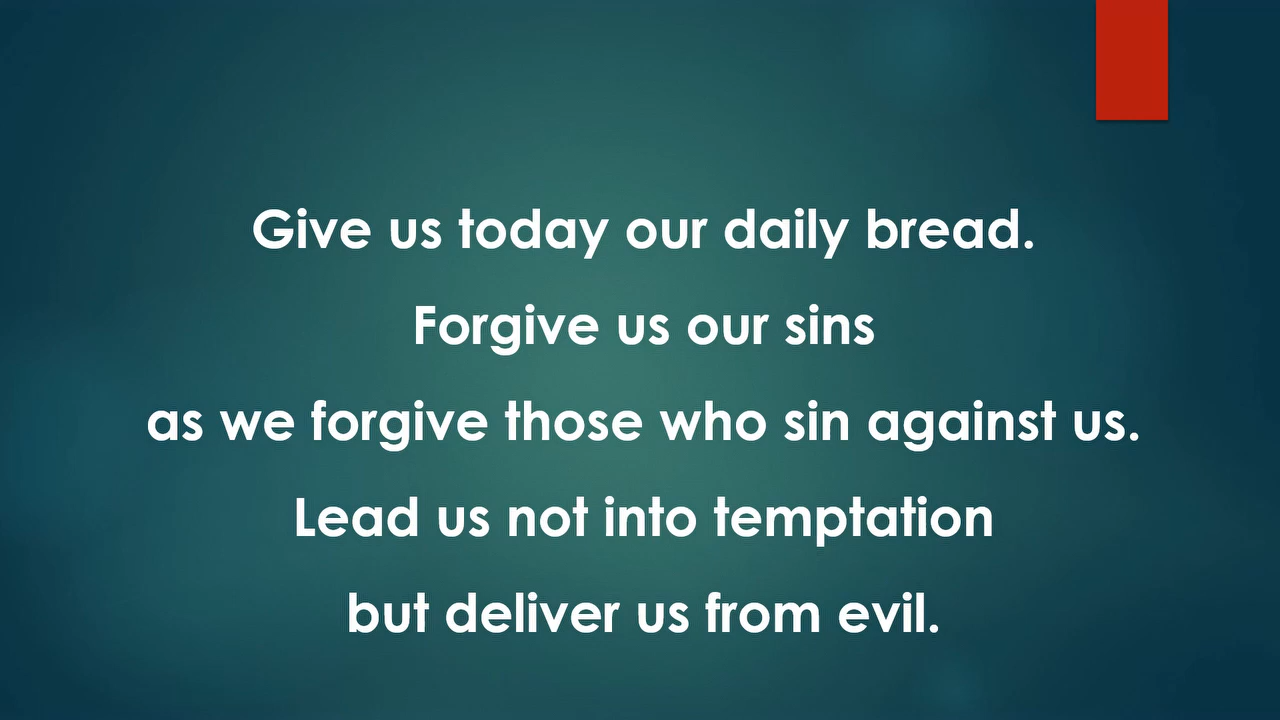 Give us today our daily bread.
Forgive us our sins
as we forgive those who sin against us.
Lead us not into temptation
but deliver us from evil.